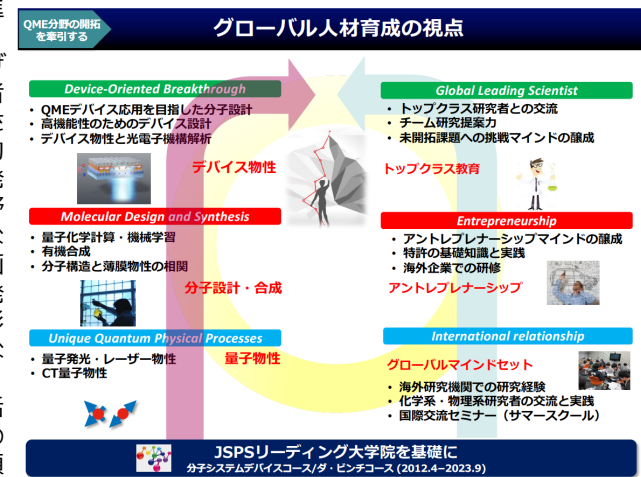 QME分野の開拓
を牽引する
グローバル人材育成の視点
Device-Oriented Breakthrough
• QMEデバイス応用を目指した分子設計
• 高機能性のためのデバイス設計
• デバイス物性と光電子機構解析
デバイス物性
Molecular Design and Synthesis
• 量子化学計算・機械学習
• 有機合成
• 分子構造と薄膜物性の相関
分子設計・合成
Unique Quantum Physical Processes
• 量子発光・レーザー物性
• CT量子物性
量子物性
Global Leading Scientist
• トップクラス研究者との交流
• チーム研究提案力
• 未開拓課題への挑戦マインドの醸成
トップクラス教育
Entrepreneurship
• アントレプレナーシップマインドの醸成
• 特許の基礎知識と実践
• 海外企業での研修
アントレプレナーシップ
International relationship
グローバルマインドセット
• 海外研究機関での研究経験
• 化学系・物理系研究者の交流と実践
• 国際交流セミナー（サマースクール）
JSPSリーディング大学院を基礎に
分子システムデバイスコース/ダ・ビンチコース (2012.4−2023.9)